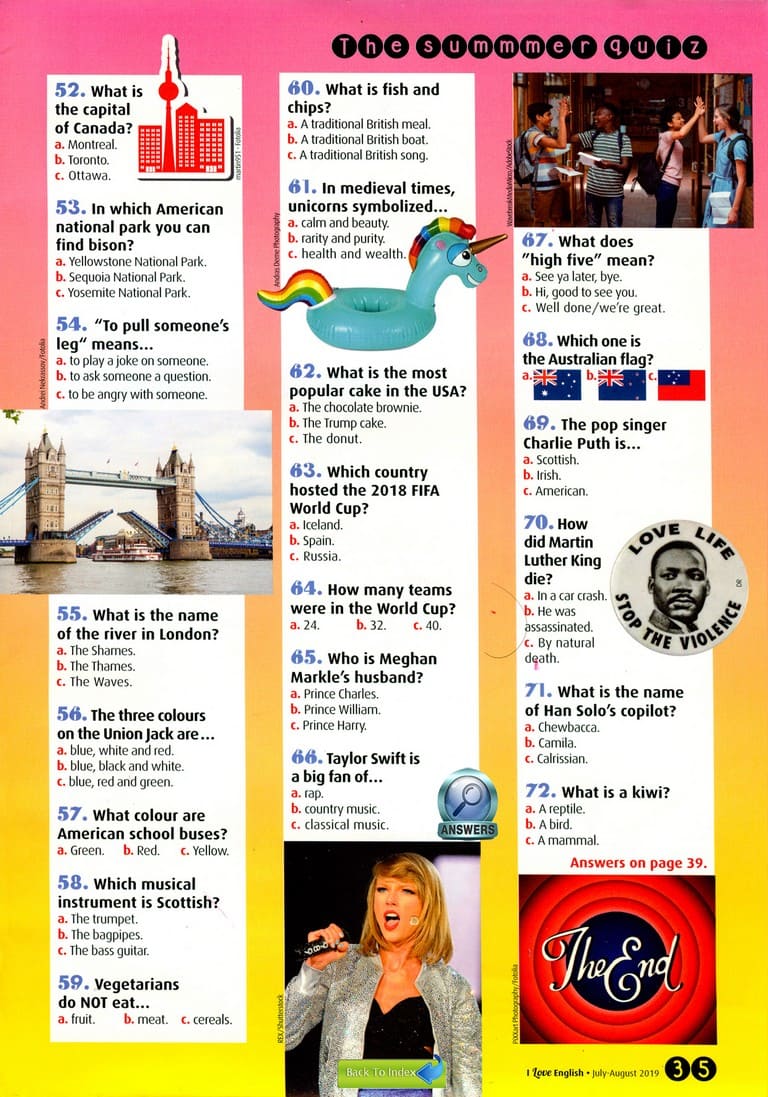 The summmer quiz
52. What is
the capital
of Canada?
a. Montreal.
b. Toronto.
c. Ottawa.
martin951 - Fotolia
53. In which American
national park you can
find bison?
a. Yellowstone National Park.
b. Sequoia National Park.
c. Yosemite National Park.
54. “To pull someone’s
leg“ means…
a. to play a joke on someone.
b. to ask someone a question.
c. to be angry with someone.
Andreï Nekrassov/Fotolia
55. What is the name
of the river in London?
a. The Shames.
b. The Thames.
c. The Waves.
56. The three colours
on the Union Jack are…
a. blue, white and red.
b. blue, black and white.
c. blue, red and green.
57. What colour are
American school buses?
a. Green. b. Red. c. Yellow.
58. Which musical
instrument is Scottish?
a. The trumpet.
b. The bagpipes.
c. The bass guitar.
59. Vegetarians
do NOT eat…
a. fruit. b. meat. c. cereals.
60. What is fish and
chips?
a. A traditional British meal.
b. A traditional British boat.
c. A traditional British song.
61. In medieval times,
unicorns symbolized…
a. calm and beauty.
b. rarity and purity.
c. health and wealth.
Andras Deme Photography
62. What is the most
popular cake in the USA?
a. The chocolate brownie.
b. The Trump cake.
c. The donut.
63. Which country
hosted the 2018 FIFA
World Cup?
a. Iceland.
b. Spain.
c. Russia.
64. How many teams
were in the World Cup?
a. 24. b. 32. c. 40.
65. Who is Meghan
Markle’s husband?
a. Prince Charles.
b. Prince William.
c. Prince Harry.
66. Taylor Swift is
a big fan of…
a. rap.
b. country music.
c. classical music.
ANSWERS
REX/Shutterstock
Back To Index
WavebreakMediaMicro/AdobeStock
67. What does
”high five” mean?
a. See ya later, bye.
b. Hi, good to see you.
c. Well done/we’re great.
68. Which one is
the Australian flag?
a. b. c.
69. The pop singer
Charlie Puth is…
a. Scottish.
b. Irish.
c. American.
70. How
did Martin
Luther King
die?
a. In a car crash.
b. He was
assassinated.
c. By natural
death.
LOVE LIFE
STOP THE VIOLENCE
DR
71. What is the name
of Han Solo’s copilot?
a. Chewbacca.
b. Camila.
c. Calrissian.
72. What is a kiwi?
a. A reptile.
b. A bird.
c. A mammal.
Answers on page 39.
The End
PiXXart Photography/Fotolia
I Love English • July-August 2019 35